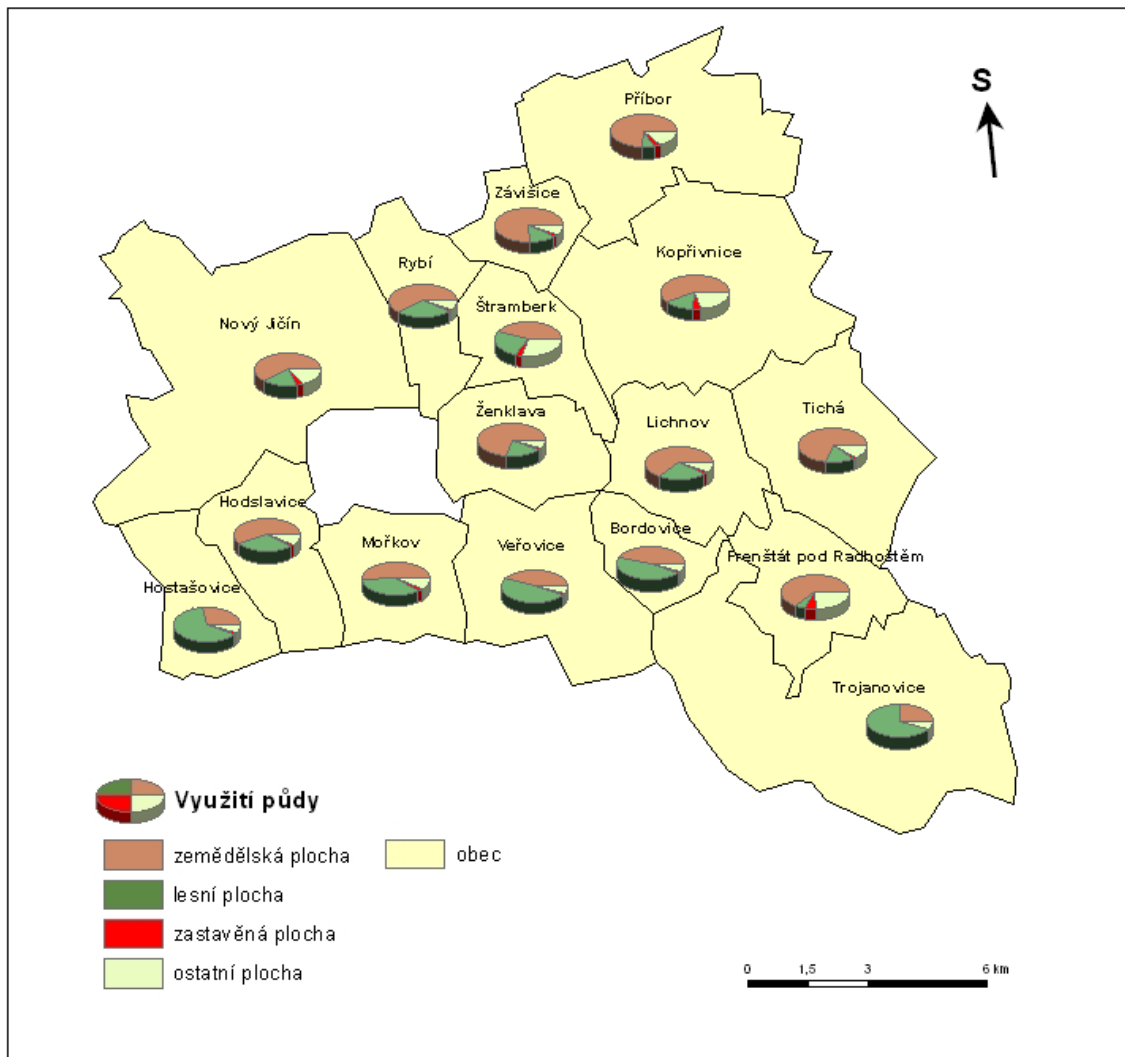 S
Příbor
Závišice
Kopřivnice
Rybí
Štramberk
Nový Jičín
Ženklava
Lichnov
Tichá
Hodslavice
Mořkov
Veřovice
Bordovice
Frenštát pod Radhoštěm
Hostašovice
Trojanovice
Využití půdy
zemědělská plocha
obec
lesní plocha
zastavěná plocha
ostatní plocha
0 1,5 3 6 km